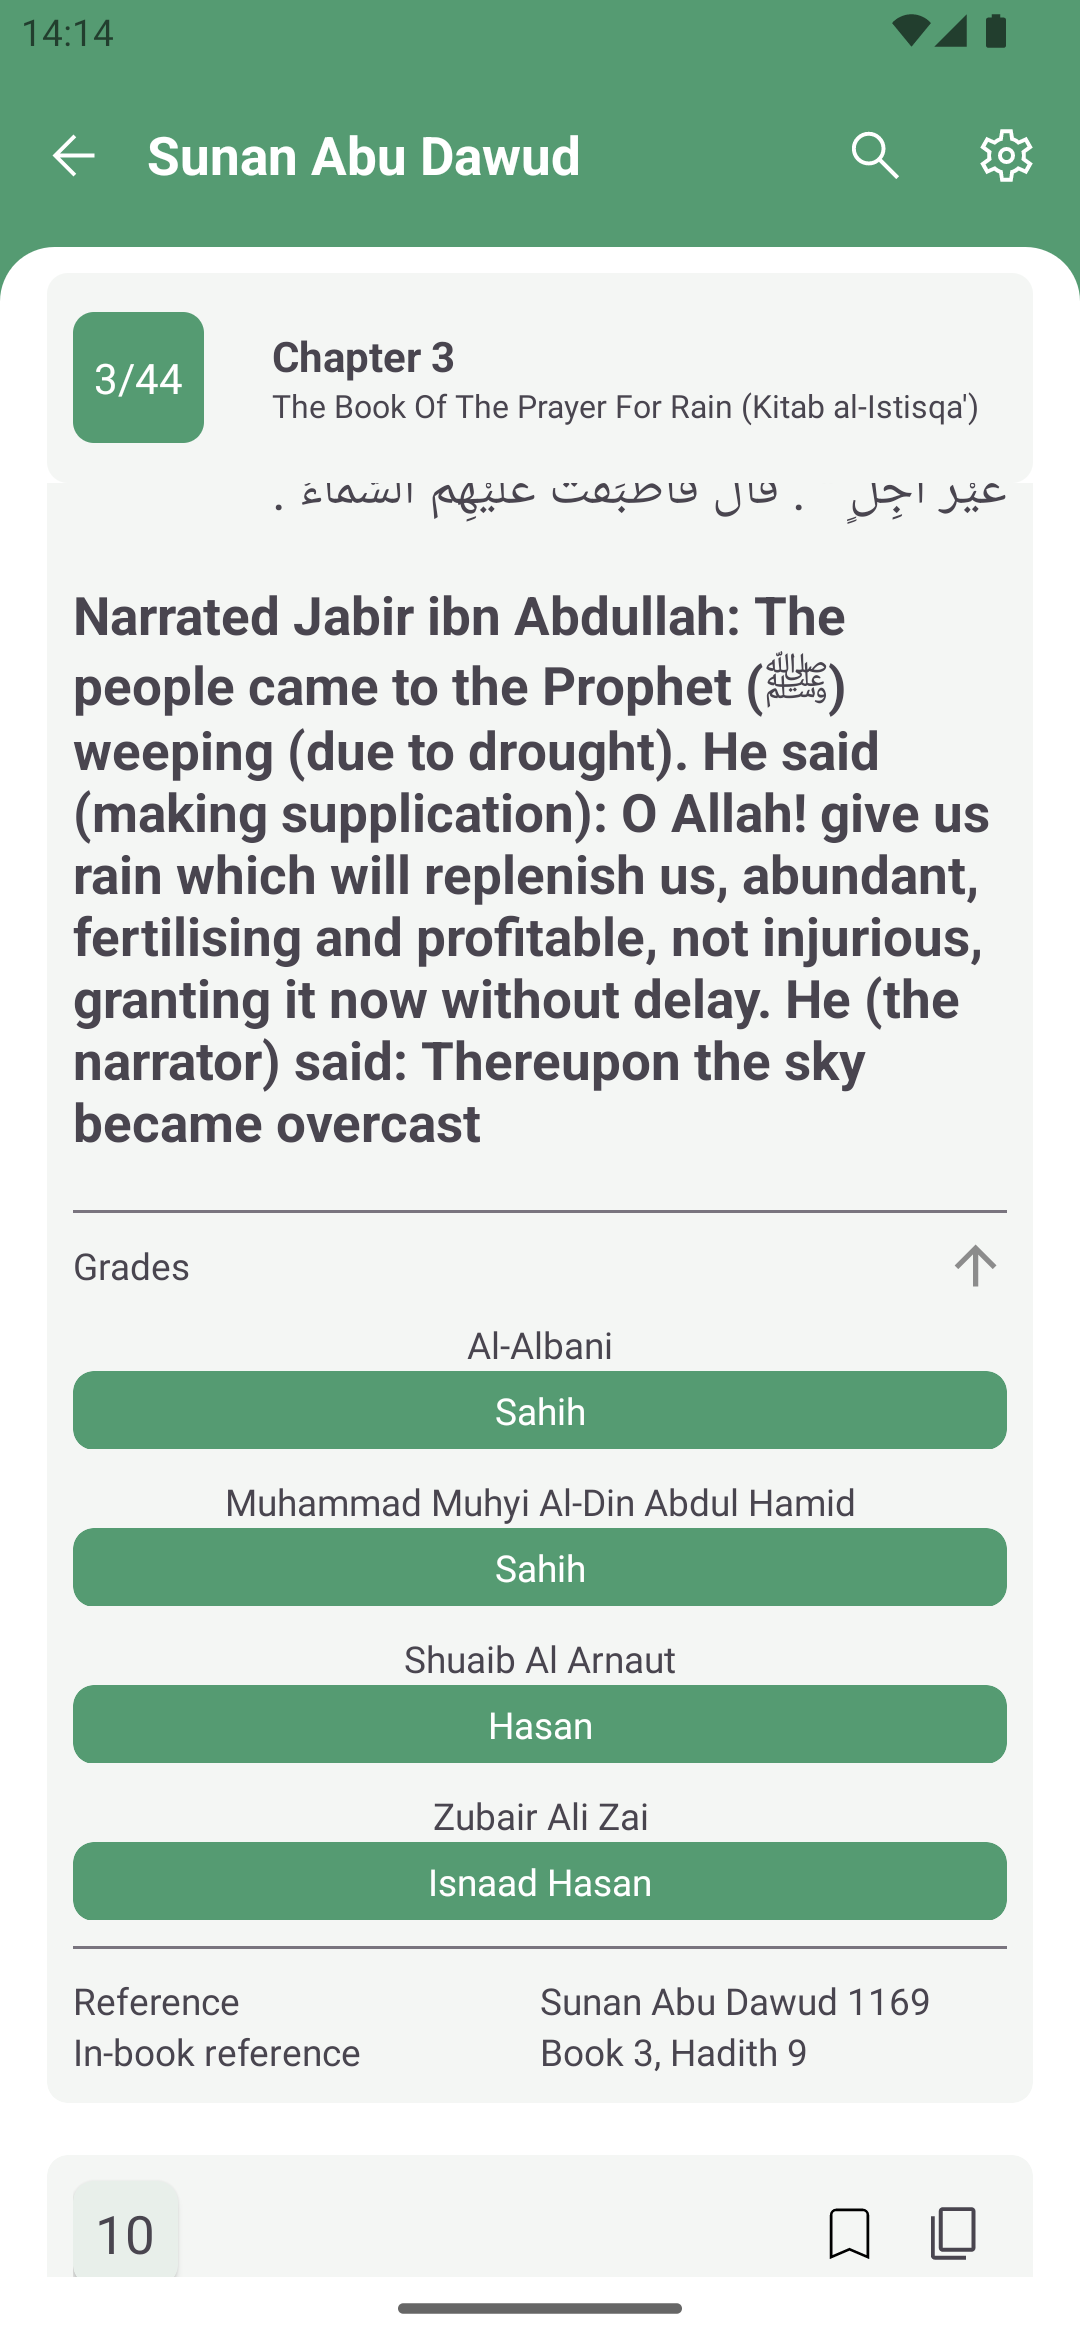 14:14
Sunan Abu Dawud
3/44
Chapter 3
The Book Of The Prayer For Rain (Kitab al-Istisqa')
غَيْرَ آجِلٍ ‏ ‏.‏ قَالَ فَأَطْبَقَتْ عَلَيْهِمُ السَّمَاءُ ‏.‏
Narrated Jabir ibn Abdullah: The
people came to the Prophet (ﷺ)
weeping (due to drought). He said
(making supplication): O Allah! give us
rain which will replenish us, abundant,
fertilising and profitable, not injurious,
granting it now without delay. He (the
narrator) said: Thereupon the sky
became overcast
Grades
Al-Albani
Sahih
Muhammad Muhyi Al-Din Abdul Hamid
Sahih
Shuaib Al Arnaut
Hasan
Zubair Ali Zai
Isnaad Hasan
Reference Sunan Abu Dawud 1169
In-book reference Book 3, Hadith 9
10